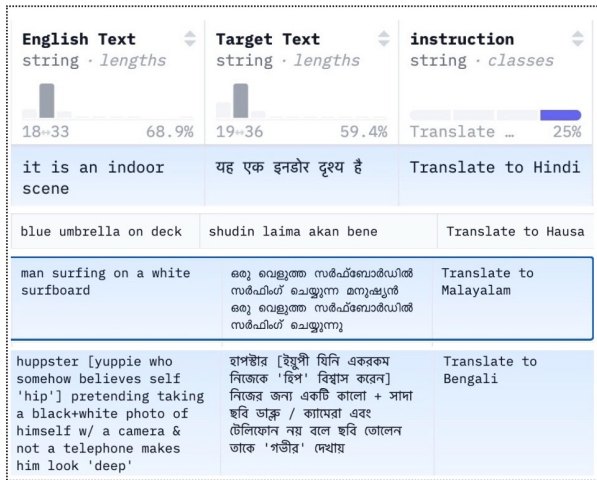 English Text
string · lengths
18↔33 68.9%
Target Text
string · lengths
19↔36 59.4%
instruction
string · classes
Translate … 25%
it is an indoor
scene
यह एक इनडोर दृश्य है
Translate to Hindi
blue umbrella on deck
shudin laima akan bene
Translate to Hausa
man surfing on a white
surfboard
ഒരു വെളുത്ത സർഫ്ബോർഡിൽ
സർഫിംഗ് ചെയ്യുന്ന മനുഷ്യൻ
ഒരു വെളുത്ത സർഫ്ബോർഡിൽ
സർഫിംഗ് ചെയ്യുന്നു
Translate to
Malayalam
huppster [yuppie who
somehow believes self
'hip'] pretending taking
a black+white photo of
himself w/ a camera &
not a telephone makes
him look 'deep'
হাপস্টার [ইয়ুপী যিনি একরকম
নিজেকে 'হিপ' বিশ্বাস করেন]
নিজের জন্য একটি কালো + সাদা
ছবি ডাব্লু / ক্যামেরা এবং
টেলিফোন নয় বলে ছবি তোলেন
তাকে 'গভীর' দেখায়
Translate to
Bengali